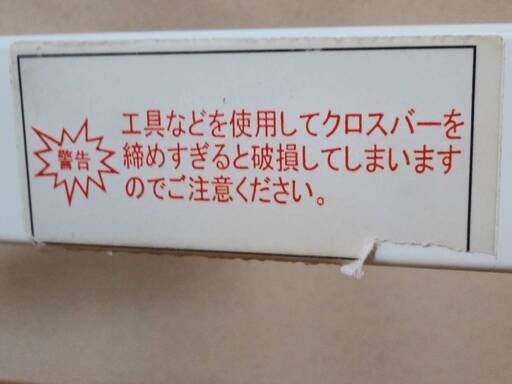 警告
工具などを使用してクロスバーを
締めすぎると破損してしまいます
のでご注意ください。